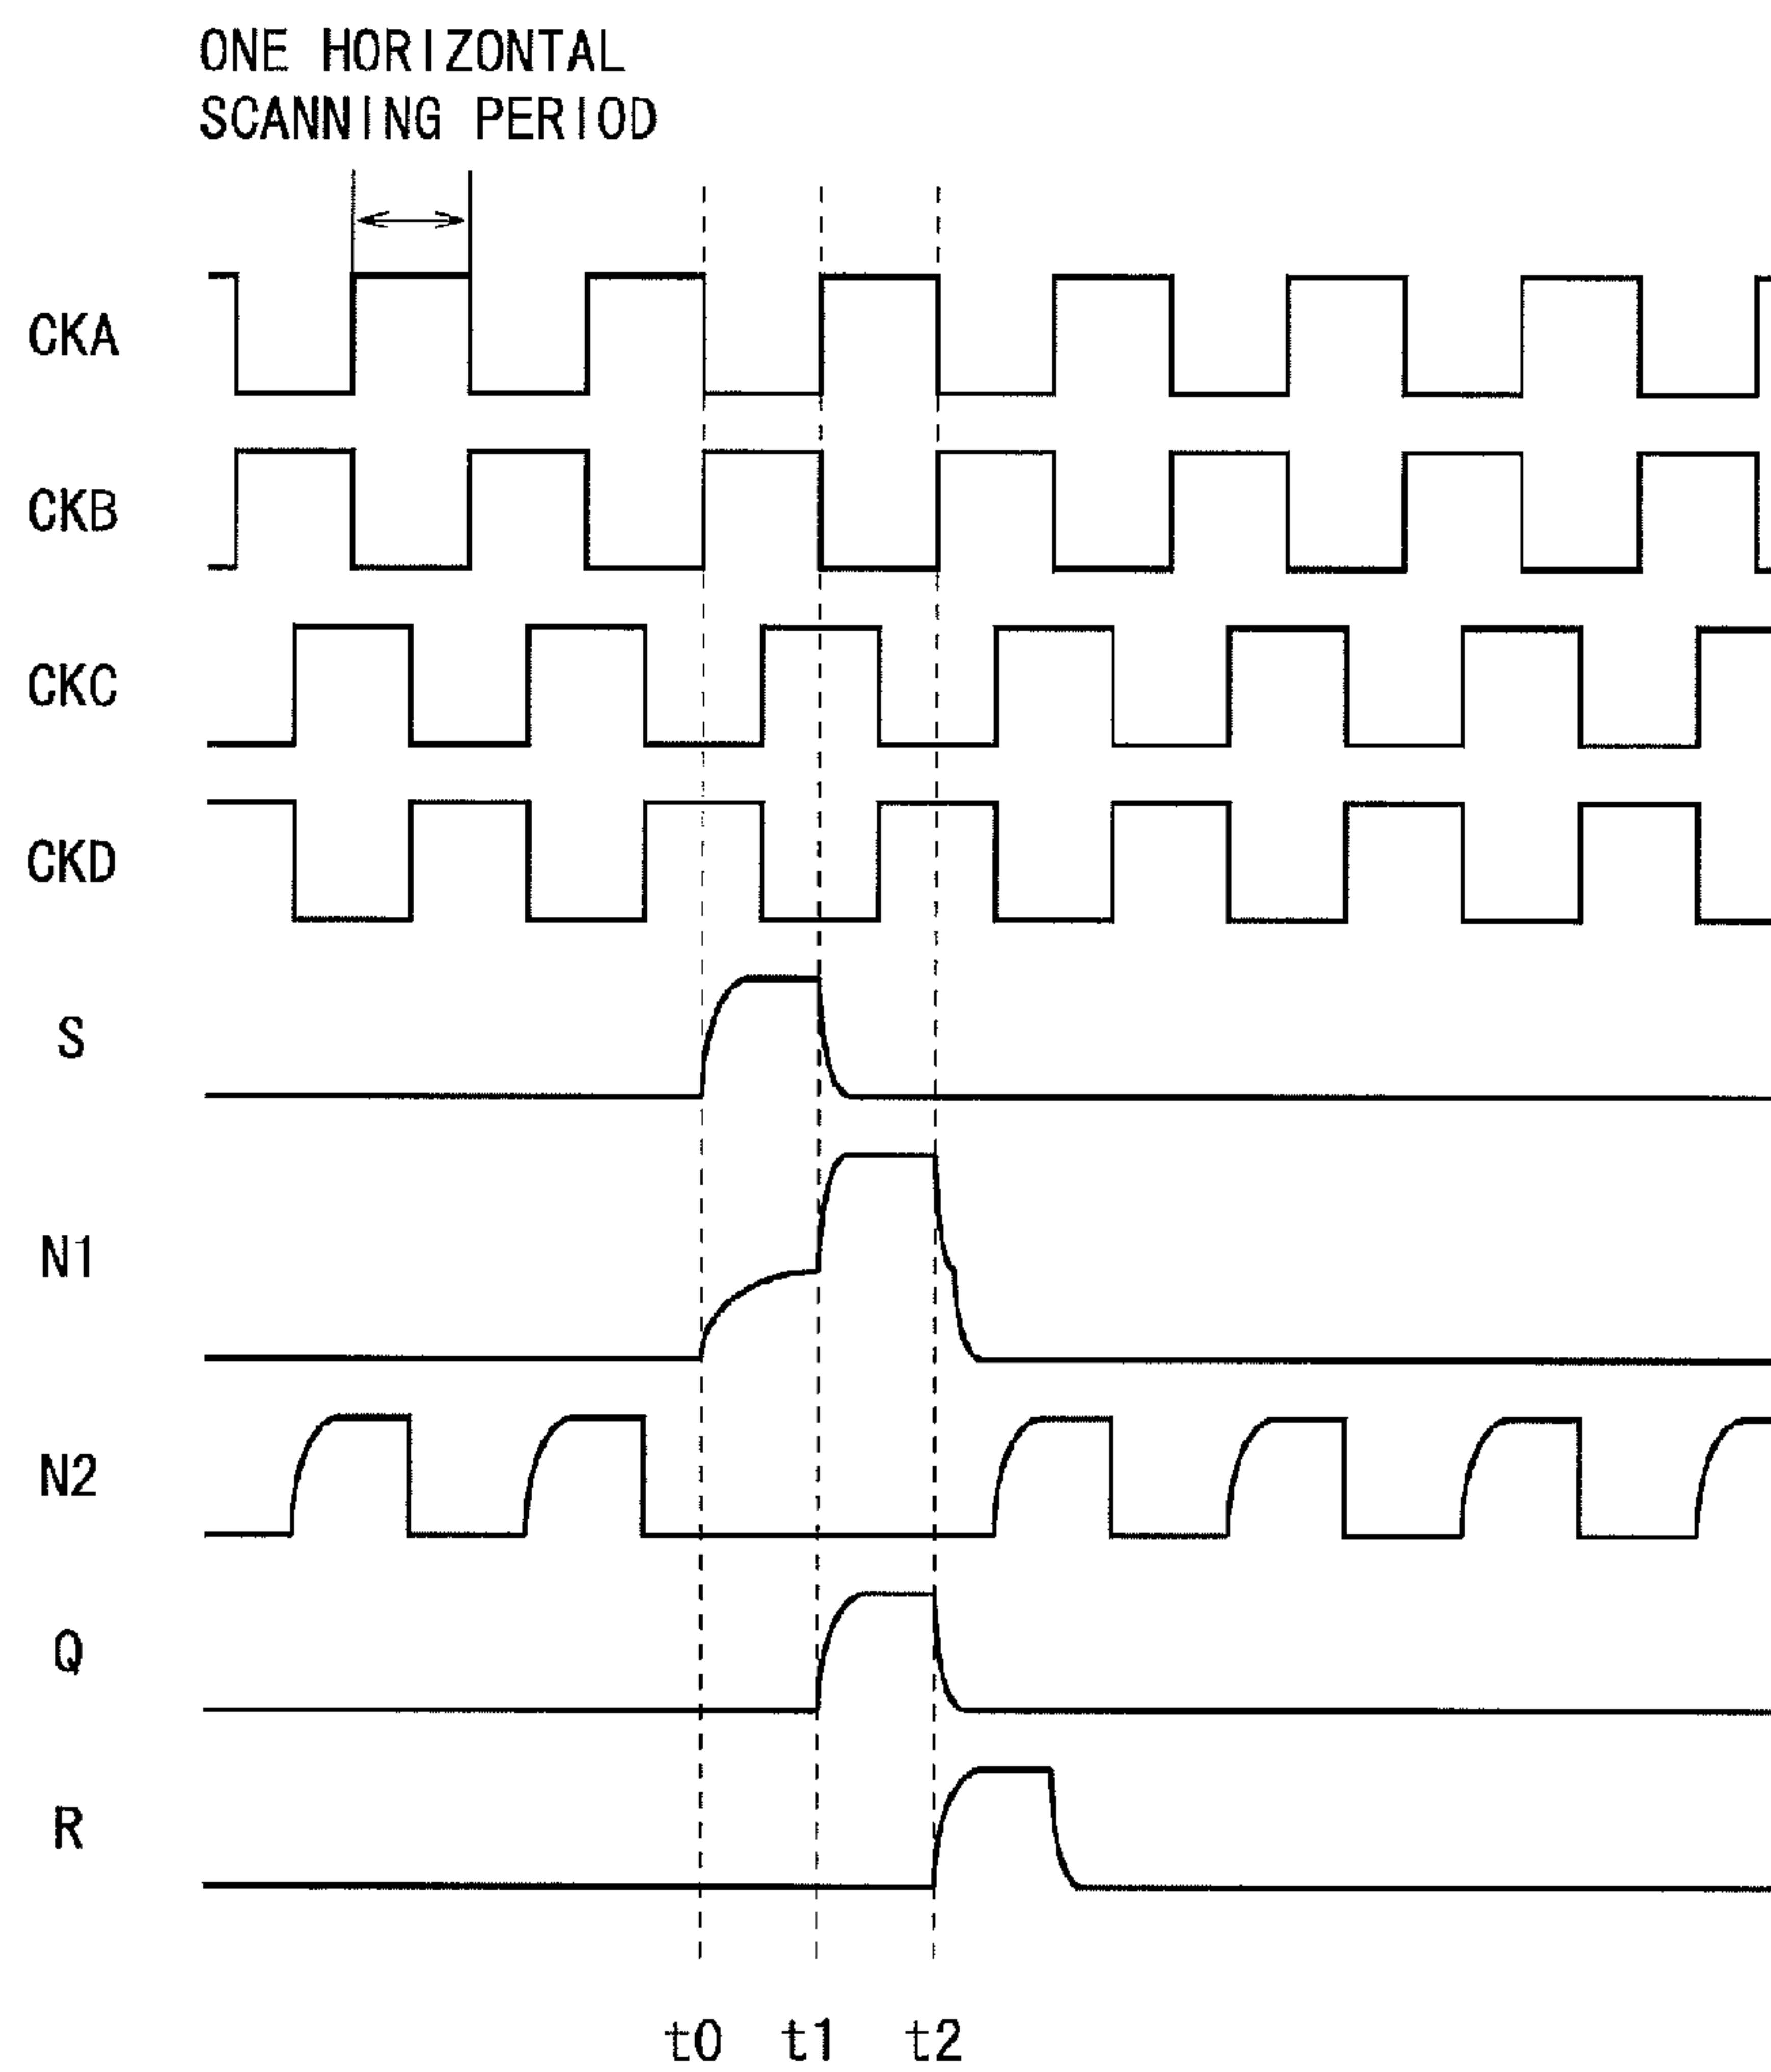 ONE HORIZONTAL
SCANNING PERIOD
CKA
CKB
CKC
CKD
S
N1
N2
Q
R
t0 t1 t2